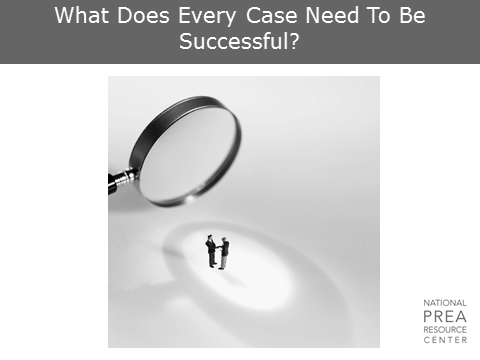 What Does Every Case Need To Be
Successful?
NATIONAL
PREA
RESOURCE
CENTER